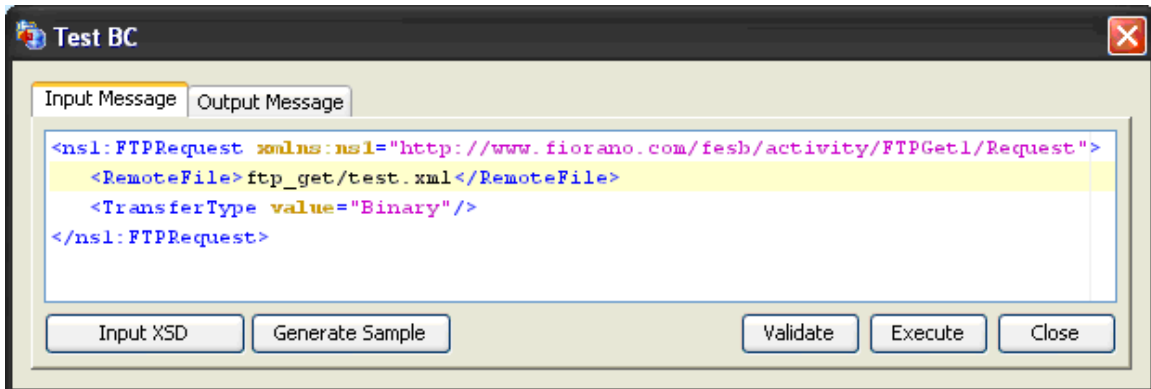 Test BC
Input Message Output Message
<ns1:FTPRequest xmlns:ns1="http://www.fiorano.com/fesb/activity/FTPGet1/Request">
<RemoteFile>ftp_get/test.xml</RemoteFile>
<TransferType value="Binary"/>
</ns1:FTPRequest>
Input XSD Generate Sample Validate Execute Close